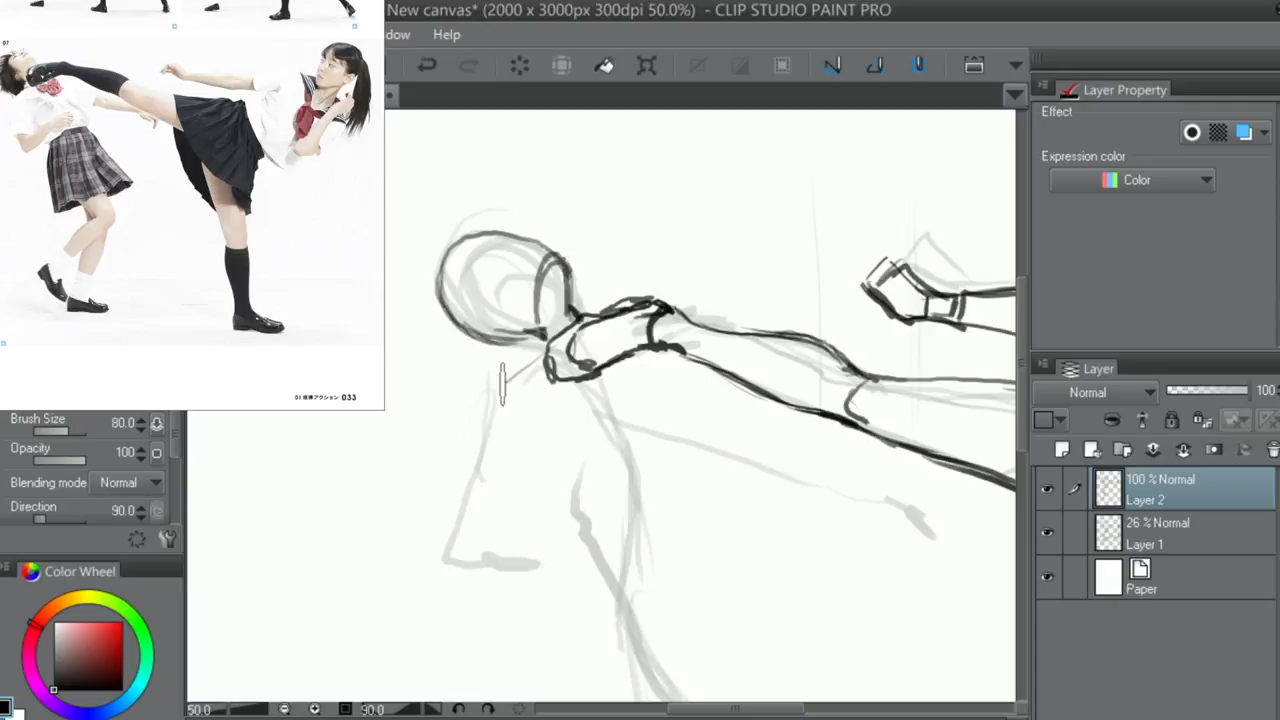 New canvas* (2000 x 3000px 300dpi 50.0%) - CLIP STUDIO PAINT PRO
dow Help
07
Layer Property
Effect
Expression color
Color
033
Brush Size 80.0
Opacity 100
Blending mode Normal
Direction 90.0
Color Wheel
Layer
Normal 100
100 % Normal
Layer 2
26 % Normal
Layer 1
Paper
50.0 90.0